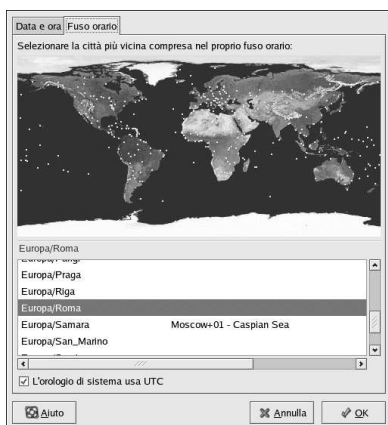 Data e ora Fuso orario
Selezionare la città più vicina compresa nel proprio fuso orario:
Europa/Roma
Europa/Parigi
Europa/Praga
Europa/Riga
Europa/Roma
Europa/Samara Moscow+01 - Caspian Sea
Europa/San_Marino
L'orologio di sistema usa UTC
Aiuto
Annulla
OK